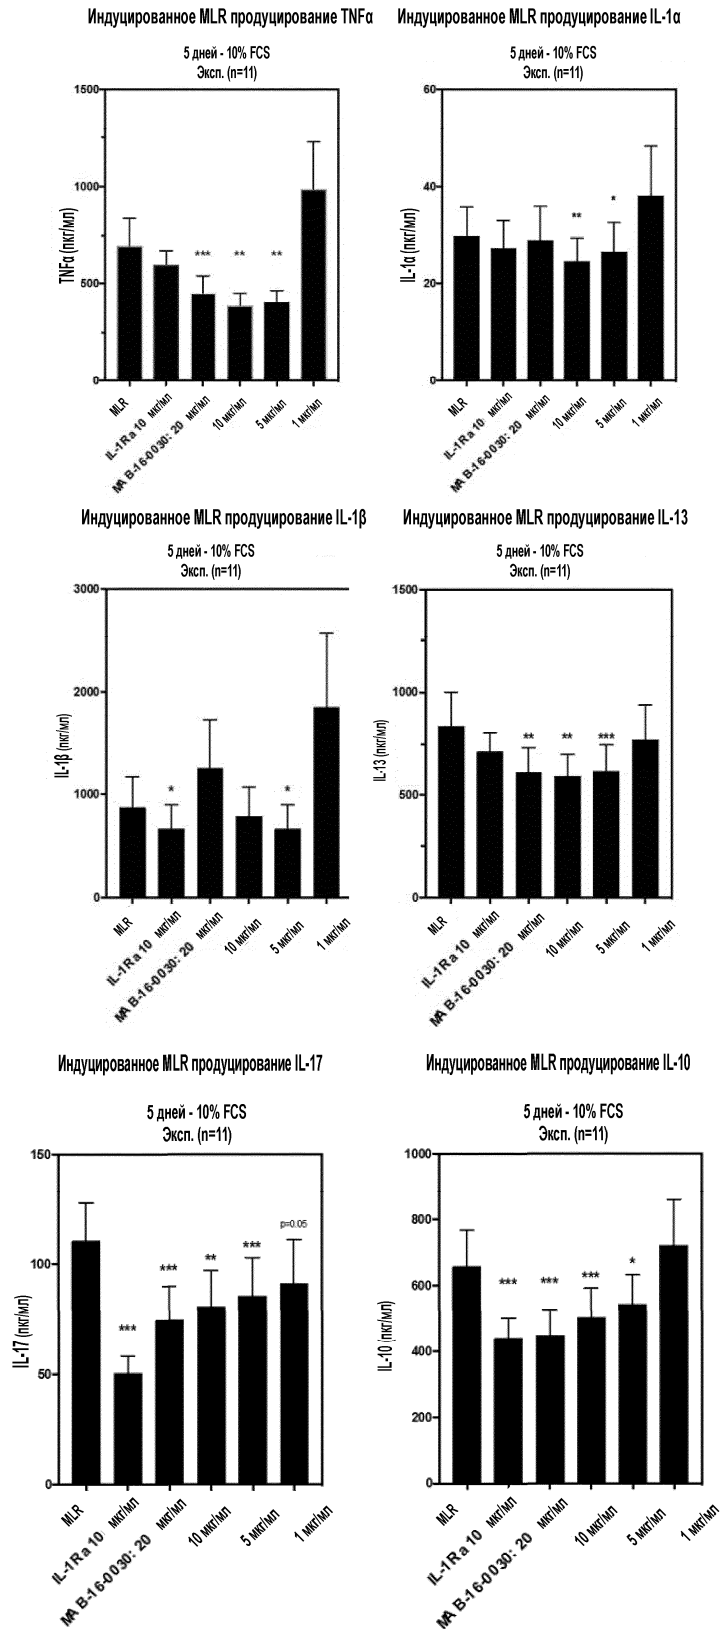 Индуцированное MLR продуцирование TNFα
5 дней - 10% FCS
Эксп. (n=11)
TNFα (пкг/мл)
1500
1000
500
0
***
**
**
MLR
IL-1Ra 10 мкг/мл
MAB-16-0030: 20 мкг/мл
10 мкг/мл
5 мкг/мл
1 мкг/мл
Индуцированное MLR продуцирование IL-1α
5 дней - 10% FCS
Эксп. (n=11)
IL-1α (пкг/мл)
60
40
20
0
**
*
MLR
IL-1Ra 10 мкг/мл
MAB-16-0030: 20 мкг/мл
10 мкг/мл
5 мкг/мл
1 мкг/мл
Индуцированное MLR продуцирование IL-1β
5 дней - 10% FCS
Эксп. (n=11)
IL-1β (пкг/мл)
3000
2000
1000
0
*
*
MLR
IL-1Ra 10 мкг/мл
MAB-16-0030: 20 мкг/мл
10 мкг/мл
5 мкг/мл
1 мкг/мл
Индуцированное MLR продуцирование IL-13
5 дней - 10% FCS
Эксп. (n=11)
IL-13 (пкг/мл)
1500
1000
500
0
**
**
***
MLR
IL-1Ra 10 мкг/мл
MAB-16-0030: 20 мкг/мл
10 мкг/мл
5 мкг/мл
1 мкг/мл
Индуцированное MLR продуцирование IL-17
5 дней - 10% FCS
Эксп. (n=11)
IL-17 (пкг/мл)
150
100
50
0
***
***
**
***
p=0.05
MLR
IL-1Ra 10 мкг/мл
MAB-16-0030: 20 мкг/мл
10 мкг/мл
5 мкг/мл
1 мкг/мл
Индуцированное MLR продуцирование IL-10
5 дней - 10% FCS
Эксп. (n=11)
IL-10 (пкг/мл)
1000
800
600
400
200
0
***
***
***
*
MLR
IL-1Ra 10 мкг/мл
MAB-16-0030: 20 мкг/мл
10 мкг/мл
5 мкг/мл
1 мкг/мл